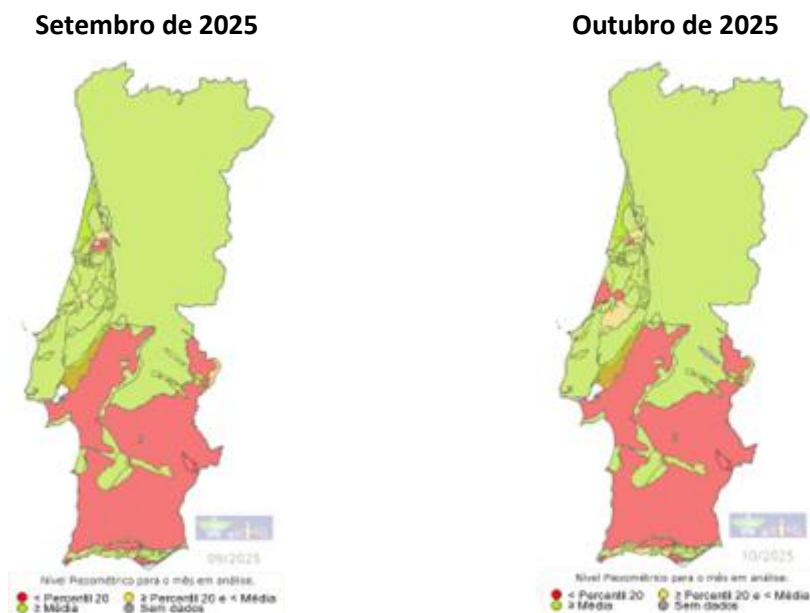 Setembro de 2025
Outubro de 2025
09/2025
10/2025
Nível Piezométrico para o mês em análise.
< Percentil 20
≥ Percentil 20 e < Média
≥ Média
Sem dados
Nível Piezométrico para o mês em análise.
< Percentil 20
≥ Percentil 20 e < Média
≥ Média
Sem dados